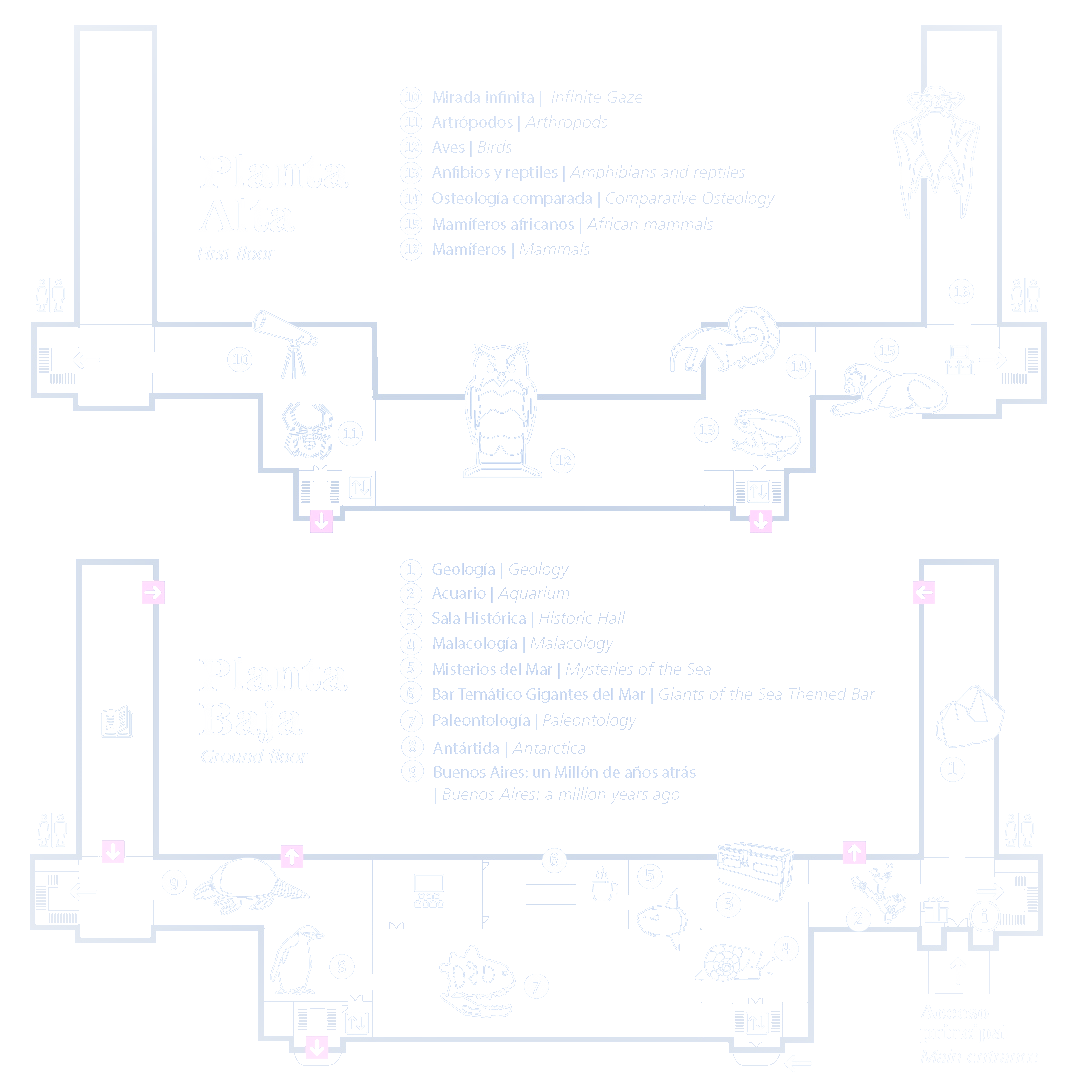 10 Mirada infinita | Infinite Gaze
11 Artrópodos | Arthropods
12 Aves | Birds
13 Anfibios y reptiles | Amphibians and reptiles
14 Osteología comparada | Comparative Osteology
15 Mamíferos africanos | African mammals
Mamíferos | Mammals
Planta
Alta
First floor
10
11
12
13
14
15
1 Geología | Geology
2 Acuario | Aquarium
3 Sala Histórica | Historic Hall
4 Malacología | Malacology
5 Misterios del Mar | Mysteries of the Sea
6 Bar Temático Gigantes del Mar | Giants of the Sea Themed Bar
7 Paleontología | Paleontology
8 Antártida | Antarctica
9 Buenos Aires: un Millón de años atrás
| Buenos Aires: a million years ago
Planta
Baja
Ground floor
1
6
9
5
3
2
4
8
7
Acceso
principal
Main entrance